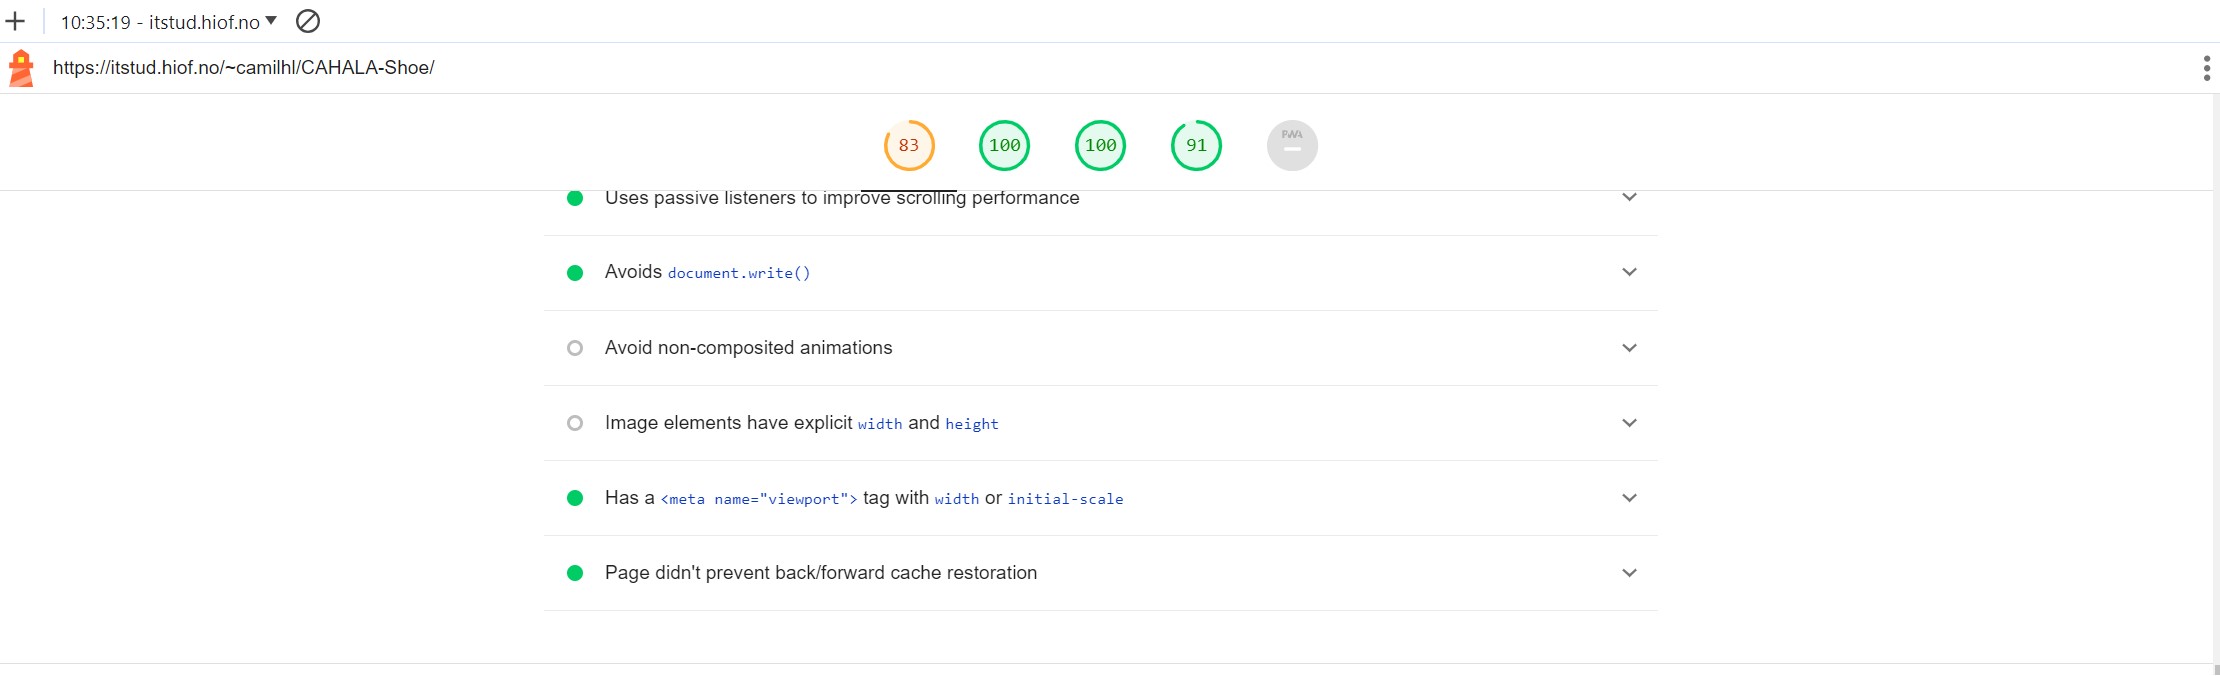 10:35:19 - itstud.hiof.no
https://itstud.hiof.no/~camilhl/CAHALA-Shoe/
83 100 100 91 PWA
Uses passive listeners to improve scrolling performance
Avoids document.write()
Avoid non-composited animations
Image elements have explicit width and height
Has a <meta name="viewport"> tag with width or initial-scale
Page didn't prevent back/forward cache restoration